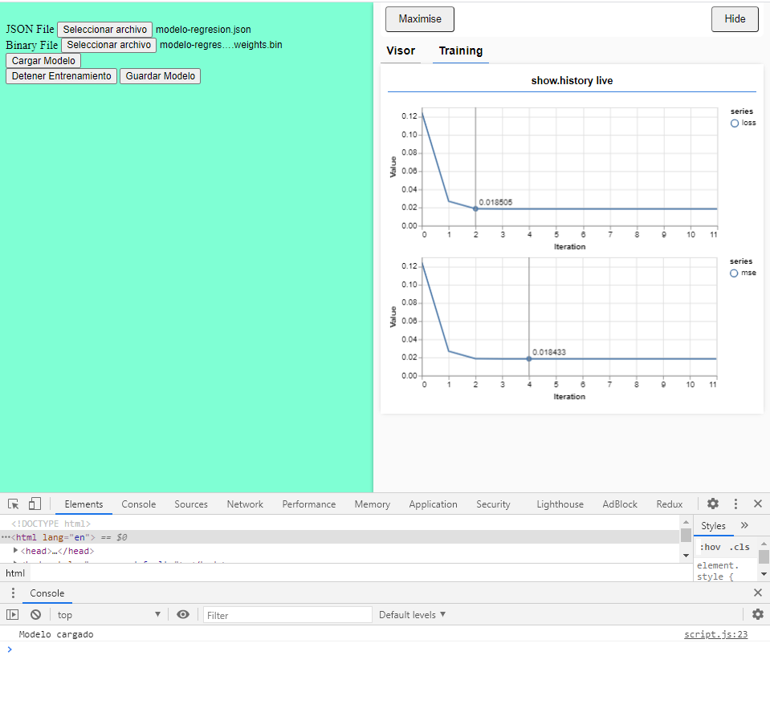 JSON File Seleccionar archivo modelo-regresion.json
Binary File Seleccionar archivo modelo-regres....weights.bin
Cargar Modelo
Detener Entrenamiento Guardar Modelo
Maximise Hide
Visor Training
show.history live
series
loss
0.12
0.10
0.08
0.06
0.04
0.02
0.00
Value
0.018505
0 1 2 3 4 5 6 7 8 9 10 11
Iteration
series
mse
0.12
0.10
0.08
0.06
0.04
0.02
0.00
Value
0.018433
0 1 2 3 4 5 6 7 8 9 10 11
Iteration
Elements Console Sources Network Performance Memory Application Security Lighthouse AdBlock Redux
<!DOCTYPE html>
<html lang="en"> == $0
<head>…</head>
html
Styles
:hov .cls
element.
style {
Console
top Filter Default levels
Modelo cargado script.js:23